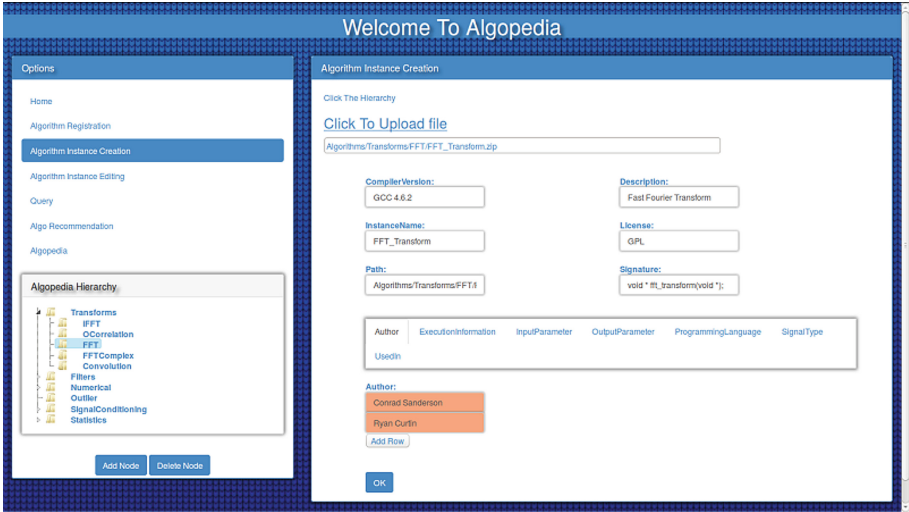 Welcome To Algopedia
Options
Home
Algorithm Registration
Algorithm Instance Creation
Algorithm Instance Editing
Query
Algo Recommendation
Algopedia
Algopedia Hierarchy
Transforms
IFFT
OCorrelation
FFT
FFTComplex
Convolution
Filters
Numerical
Outlier
SignalConditioning
Statistics
Add Node Delete Node
Algorithm Instance Creation
Click The Hierarchy
Click To Upload file
Algorithms/Transforms/FFT/FFT_Transform.zip
CompilerVersion: Description:
GCC 4.6.2 Fast Fourier Transform
InstanceName: License:
FFT_Transform GPL
Path: Signature:
Algorithms/Transforms/FFT/ void * fft_transform(void *);
Author ExecutionInformation InputParameter OutputParameter ProgrammingLanguage SignalType
UsedIn
Author:
Conrad Sanderson
Ryan Curtin
Add Row
OK